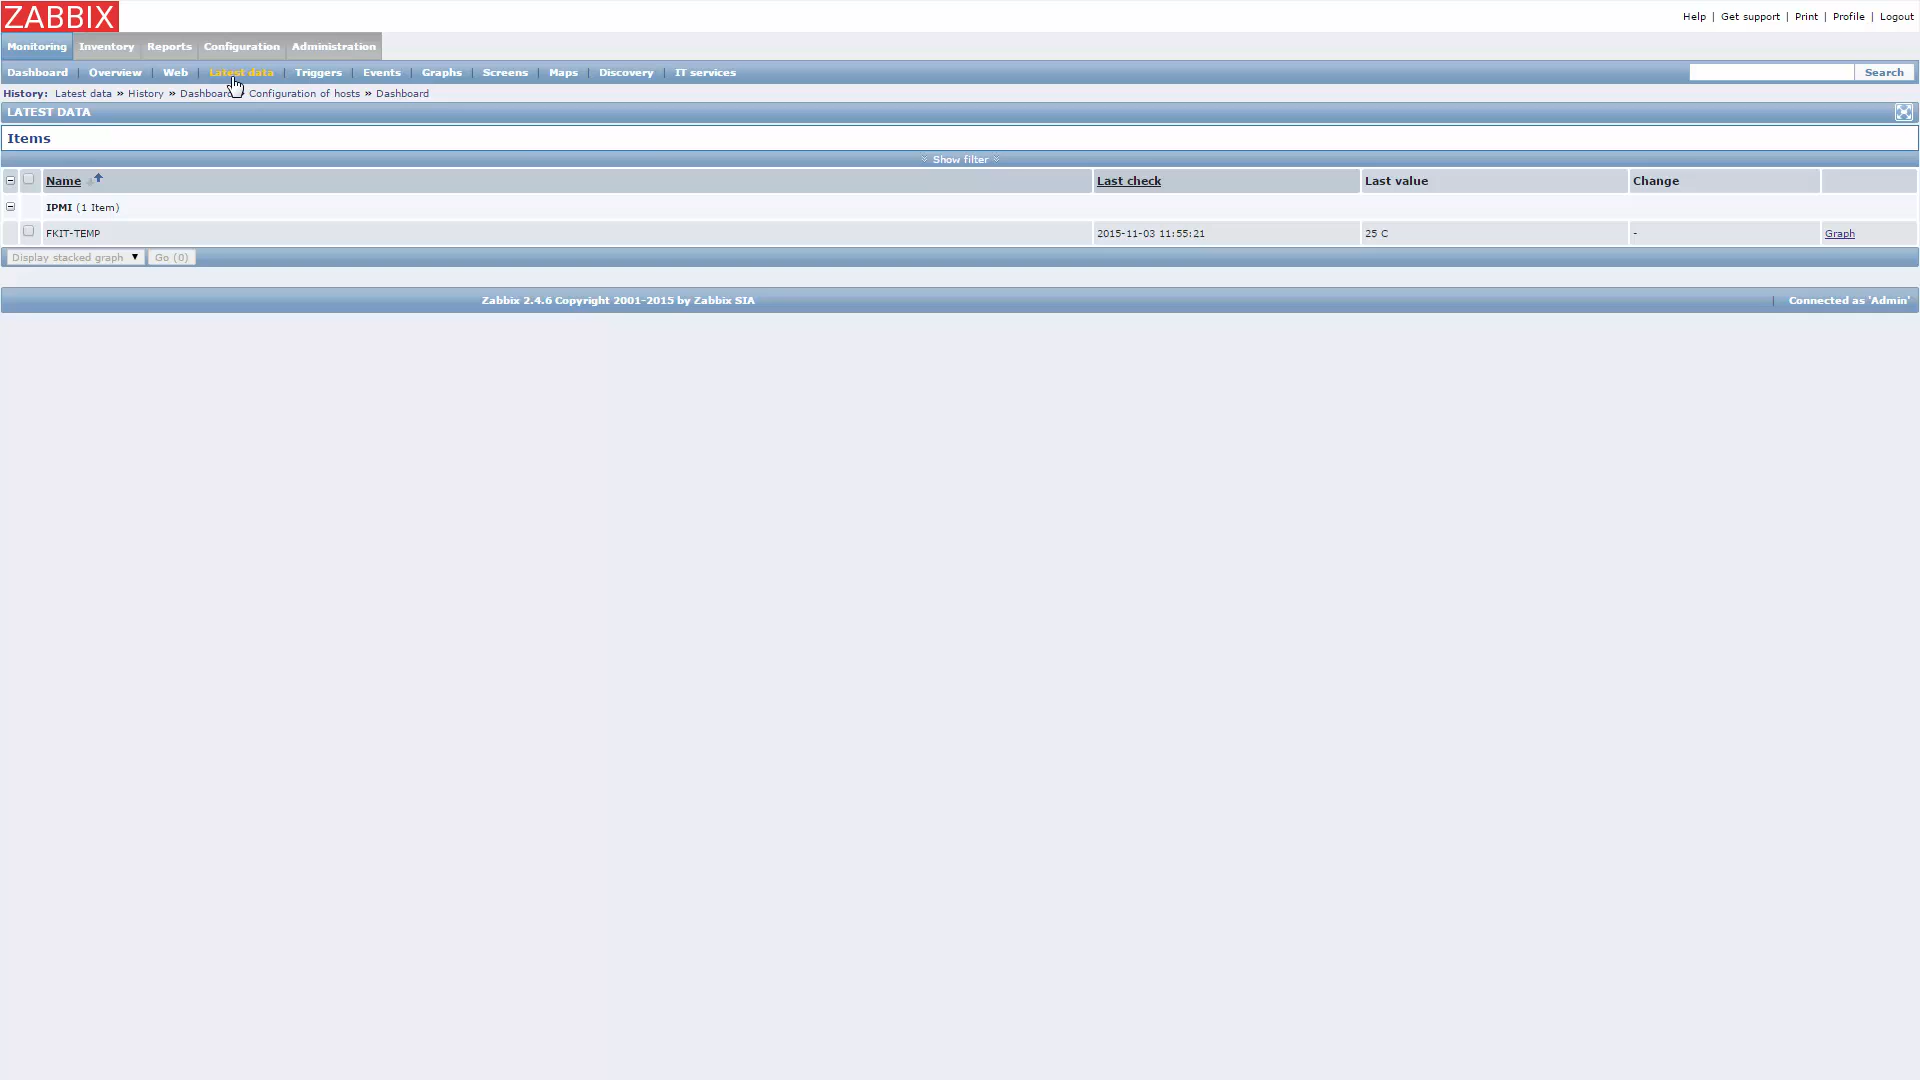 ZABBIX
Help | Get support | Print | Profile | Logout
Monitoring Inventory Reports Configuration Administration
Dashboard | Overview | Web | Latest data | Triggers | Events | Graphs | Screens | Maps | Discovery | IT services Search
History: Latest data » History » Dashboard » Configuration of hosts » Dashboard
LATEST DATA
Items
Show filter
Name Last check Last value Change
IPMI (1 Item)
FKIT-TEMP 2015-11-03 11:55:21 25 C - Graph
Display stacked graph Go (0)
Zabbix 2.4.6 Copyright 2001-2015 by Zabbix SIA | Connected as 'Admin'